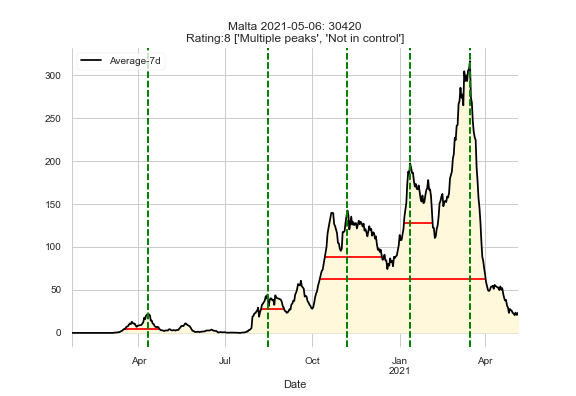 Malta 2021-05-06: 30420
Rating:8 ['Multiple peaks', 'Not in control']
Average-7d
300
250
200
150
100
50
0
Apr Jul Oct Jan Apr
2021
Date